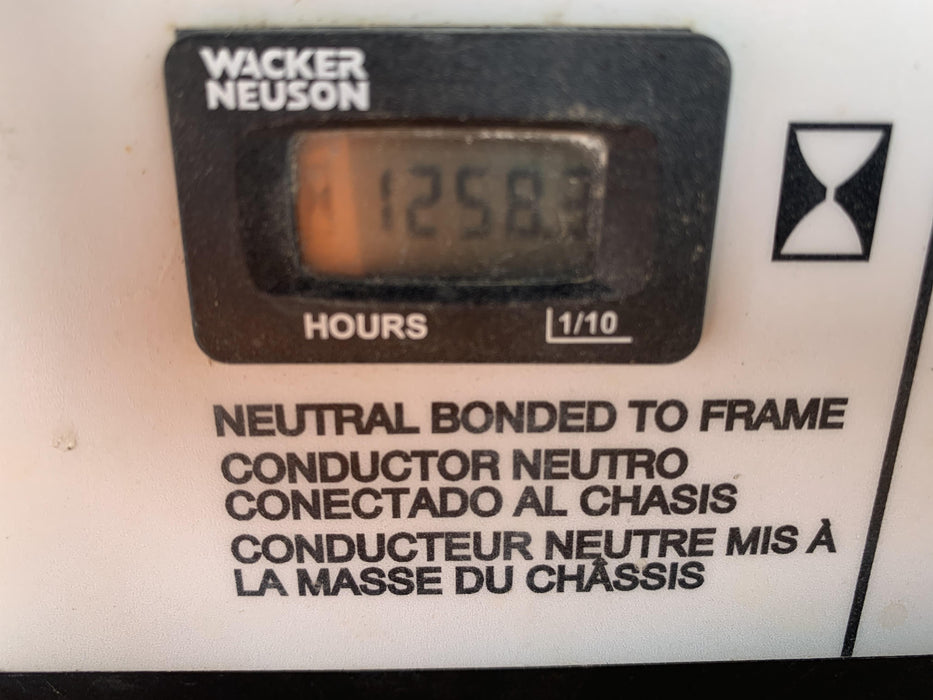 WACKER
NEUSON
1258.3
HOURS
1/10
NEUTRAL BONDED TO FRAME
CONDUCTOR NEUTRO
CONECTADO AL CHASIS
CONDUCTEUR NEUTRE MIS À
LA MASSE DU CHÂSSIS